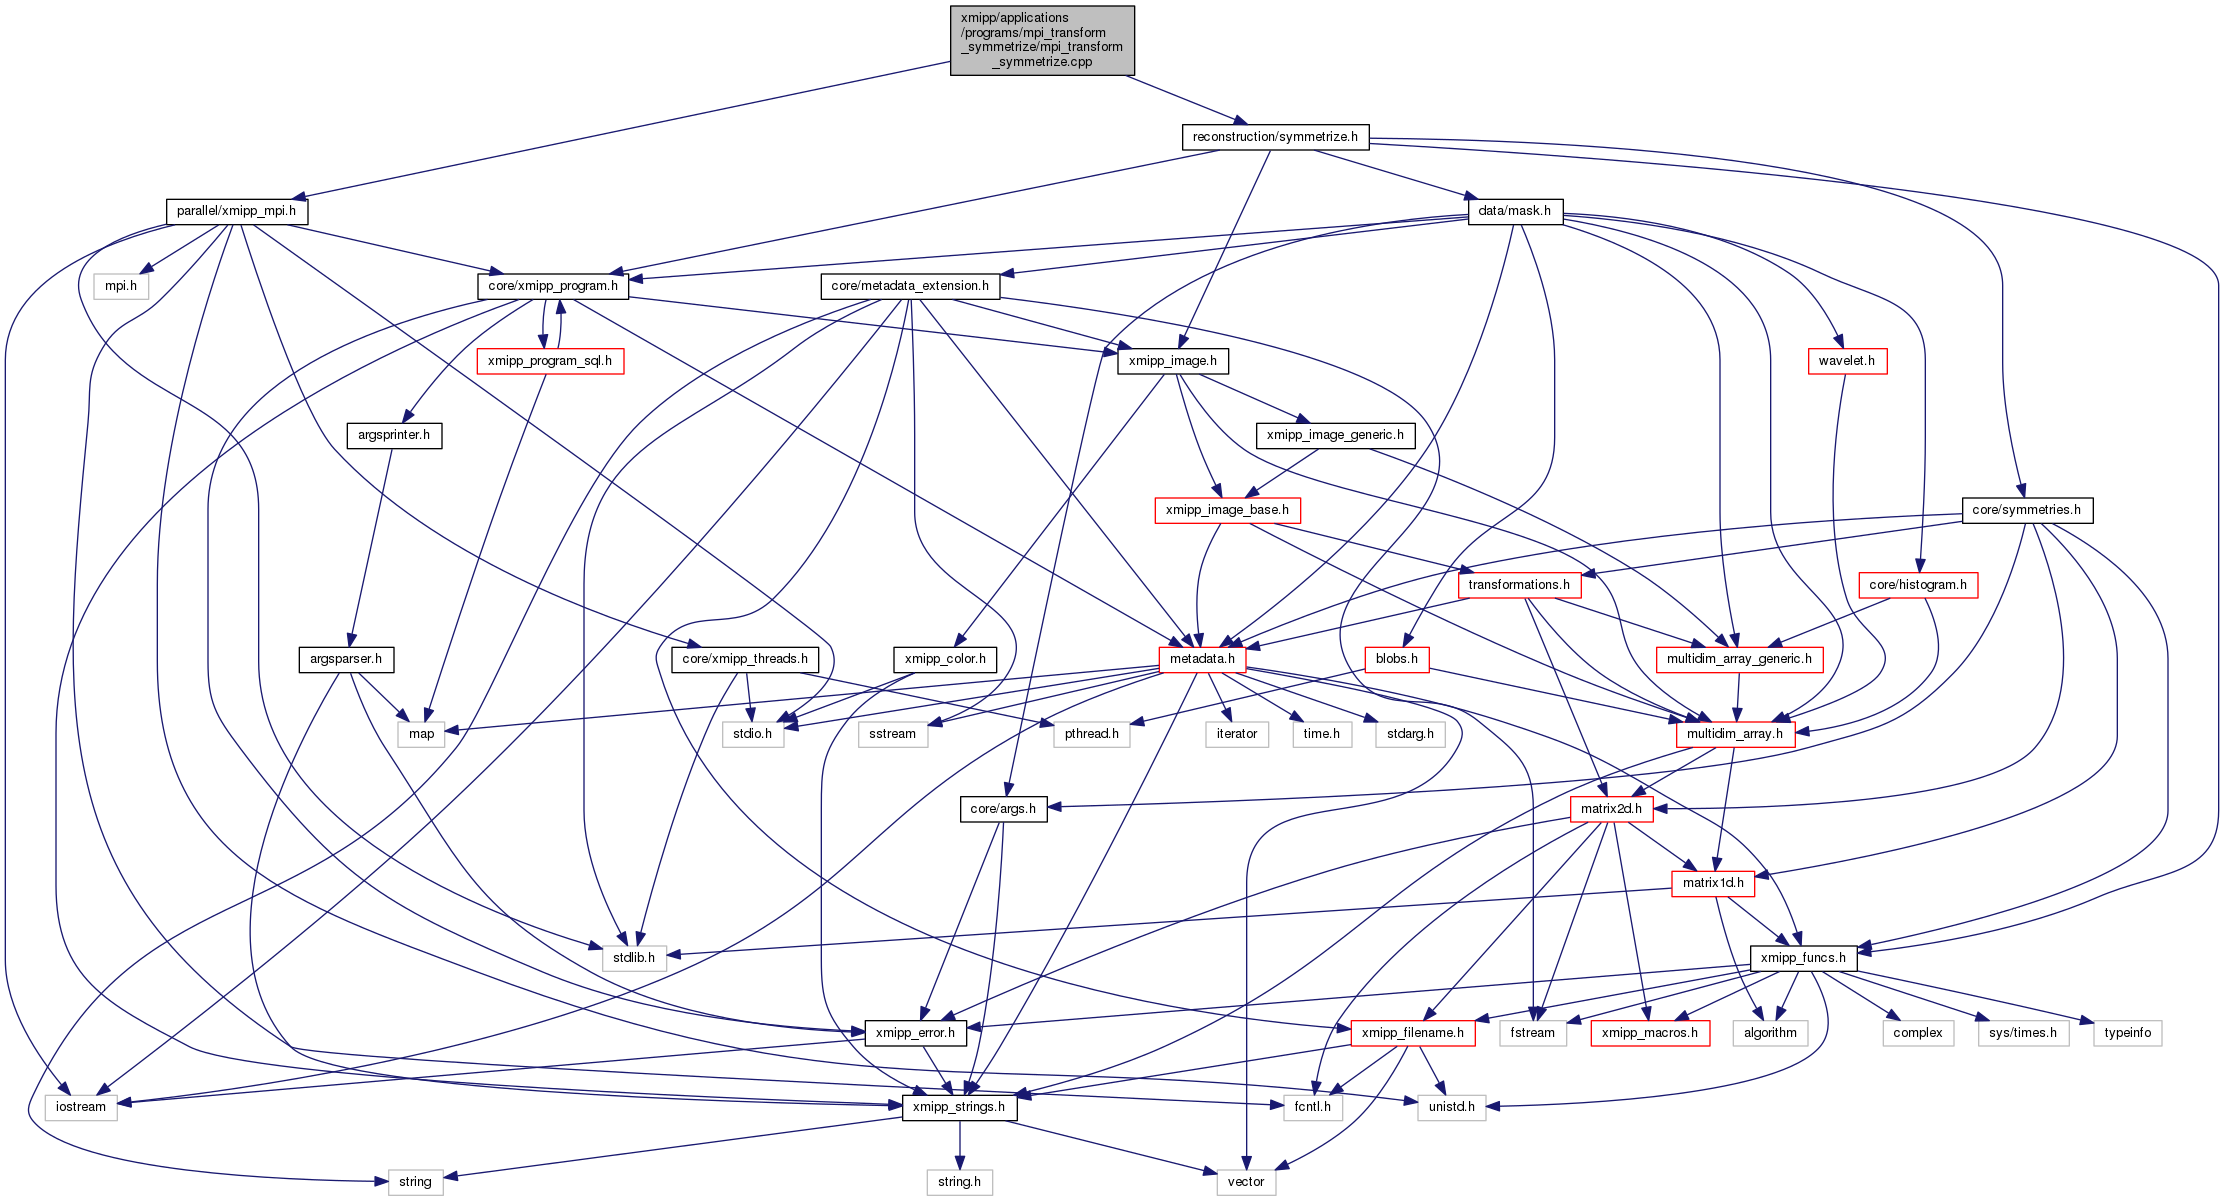 xmipp/applications
/programs/mpi_transform
_symmetrize/mpi_transform
_symmetrize.cpp
reconstruction/symmetrize.h
parallel/xmipp_mpi.h
data/mask.h
mpi.h
core/xmipp_program.h
core/metadata_extension.h
xmipp_program_sql.h
xmipp_image.h
wavelet.h
argsprinter.h
xmipp_image_generic.h
xmipp_image_base.h
core/symmetries.h
transformations.h
core/histogram.h
argsparser.h
core/xmipp_threads.h
xmipp_color.h
metadata.h
blobs.h
multidim_array_generic.h
map
stdio.h
sstream
pthread.h
iterator
time.h
stdarg.h
multidim_array.h
core/args.h
matrix2d.h
matrix1d.h
stdlib.h
xmipp_funcs.h
xmipp_error.h
xmipp_filename.h
fstream
xmipp_macros.h
algorithm
complex
sys/times.h
typeinfo
iostream
xmipp_strings.h
fcntl.h
unistd.h
string
string.h
vector